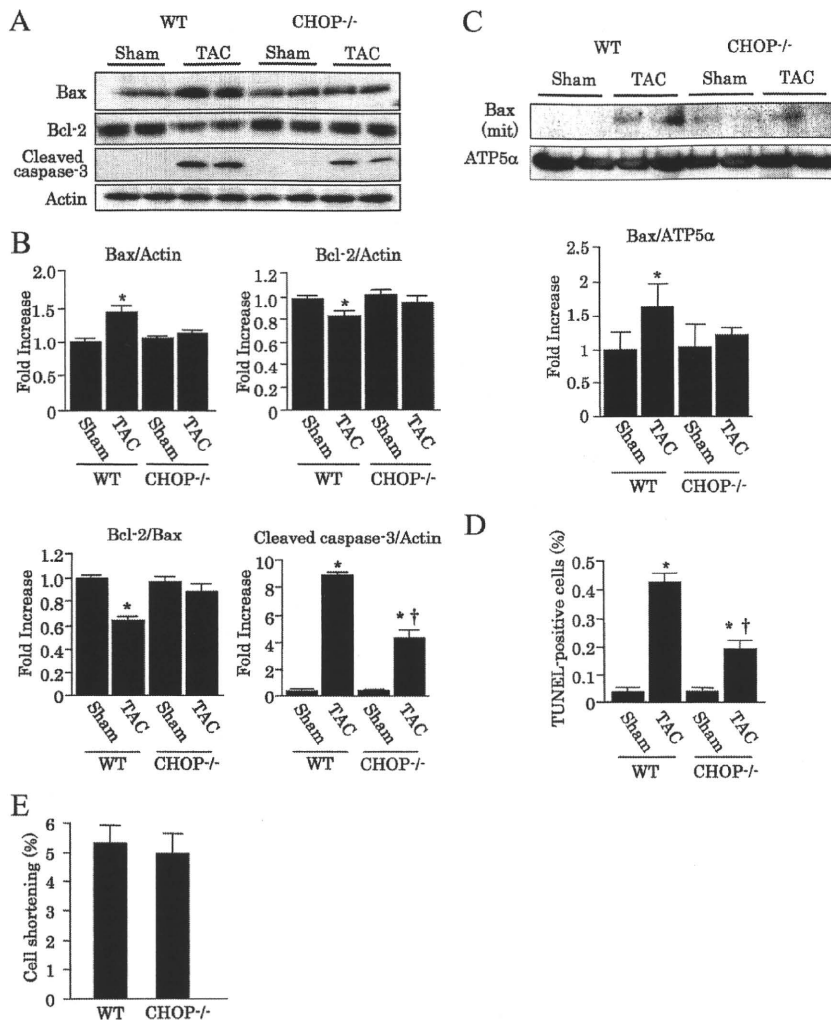 A
WT CHOP-/-
Sham TAC Sham TAC
Bax
Bcl-2
Cleaved
caspase-3
Actin
C
WT CHOP-/-
Sham TAC Sham TAC
Bax
(mit)
ATP5α
B
Bax/Actin
Fold Increase
2.0
1.5
1.0
0.5
0
*
Sham TAC Sham TAC
WT CHOP-/-
Bcl-2/Actin
Fold Increase
1.2
1.0
0.8
0.6
0.4
0.2
0
*
Sham TAC Sham TAC
WT CHOP-/-
Bax/ATP5α
Fold Increase
2.5
2.0
1.5
1
0.5
0
*
Sham TAC Sham TAC
WT CHOP-/-
Bcl-2/Bax
Fold Increase
1.2
1.0
0.8
0.6
0.4
0.2
0
*
Sham TAC Sham TAC
WT CHOP-/-
Cleaved caspase-3/Actin
Fold Increase
10
8
6
4
2
0
*
* †
Sham TAC Sham TAC
WT CHOP-/-
D
TUNEL-positive cells (%)
0.5
0.4
0.3
0.2
0.1
0
*
* †
Sham TAC Sham TAC
WT CHOP-/-
E
Cell shortening (%)
6
5
4
3
2
1
0
WT CHOP-/-